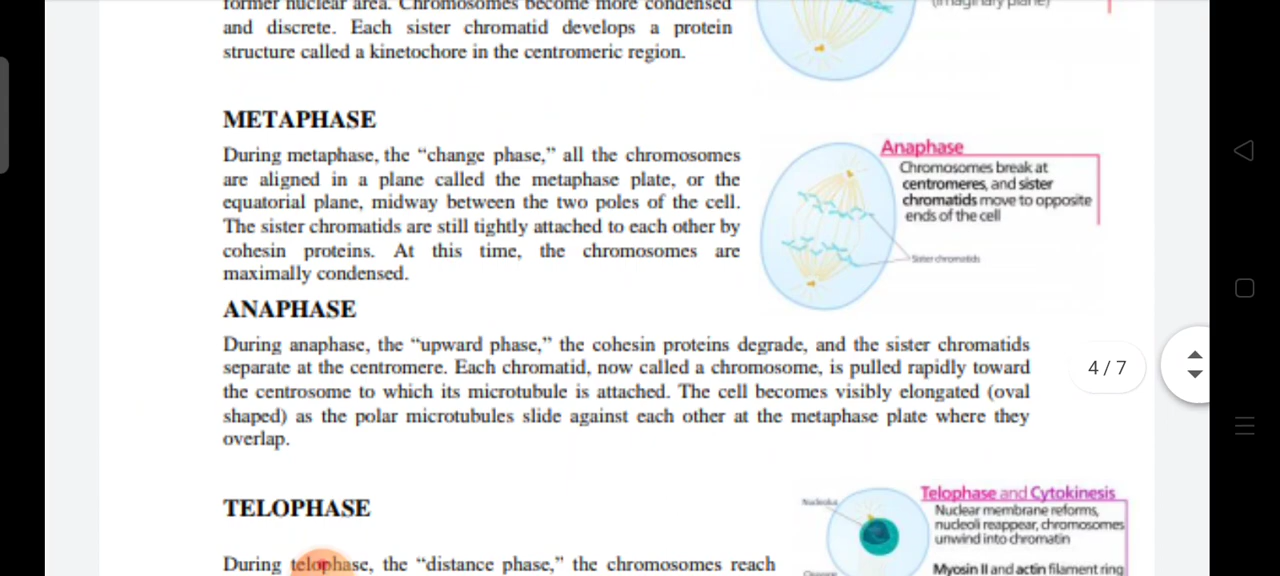 former nuclear area. Chromosomes become more condensed
and discrete. Each sister chromatid develops a protein
structure called a kinetochore in the centromeric region.
(imaginary plane)
METAPHASE
During metaphase, the “change phase,” all the chromosomes
are aligned in a plane called the metaphase plate, or the
equatorial plane, midway between the two poles of the cell.
The sister chromatids are still tightly attached to each other by
cohesin proteins. At this time, the chromosomes are
maximally condensed.
Anaphase
Chromosomes break at
centromeres, and sister
chromatids move to opposite
ends of the cell
Sister chromatids
ANAPHASE
During anaphase, the “upward phase,” the cohesin proteins degrade, and the sister chromatids
separate at the centromere. Each chromatid, now called a chromosome, is pulled rapidly toward
the centrosome to which its microtubule is attached. The cell becomes visibly elongated (oval
shaped) as the polar microtubules slide against each other at the metaphase plate where they
overlap.
4 / 7
TELOPHASE
During telophase, the “distance phase,” the chromosomes reach
Telophase and Cytokinesis
Nucleolus
Nuclear membrane reforms,
nucleoli reappear, chromosomes
unwind into chromatin
Myosin II and actin filament ring